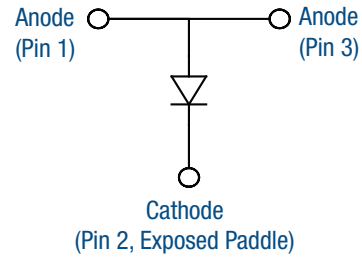 Anode
(Pin 1)
Anode
(Pin 3)
Cathode
(Pin 2, Exposed Paddle)